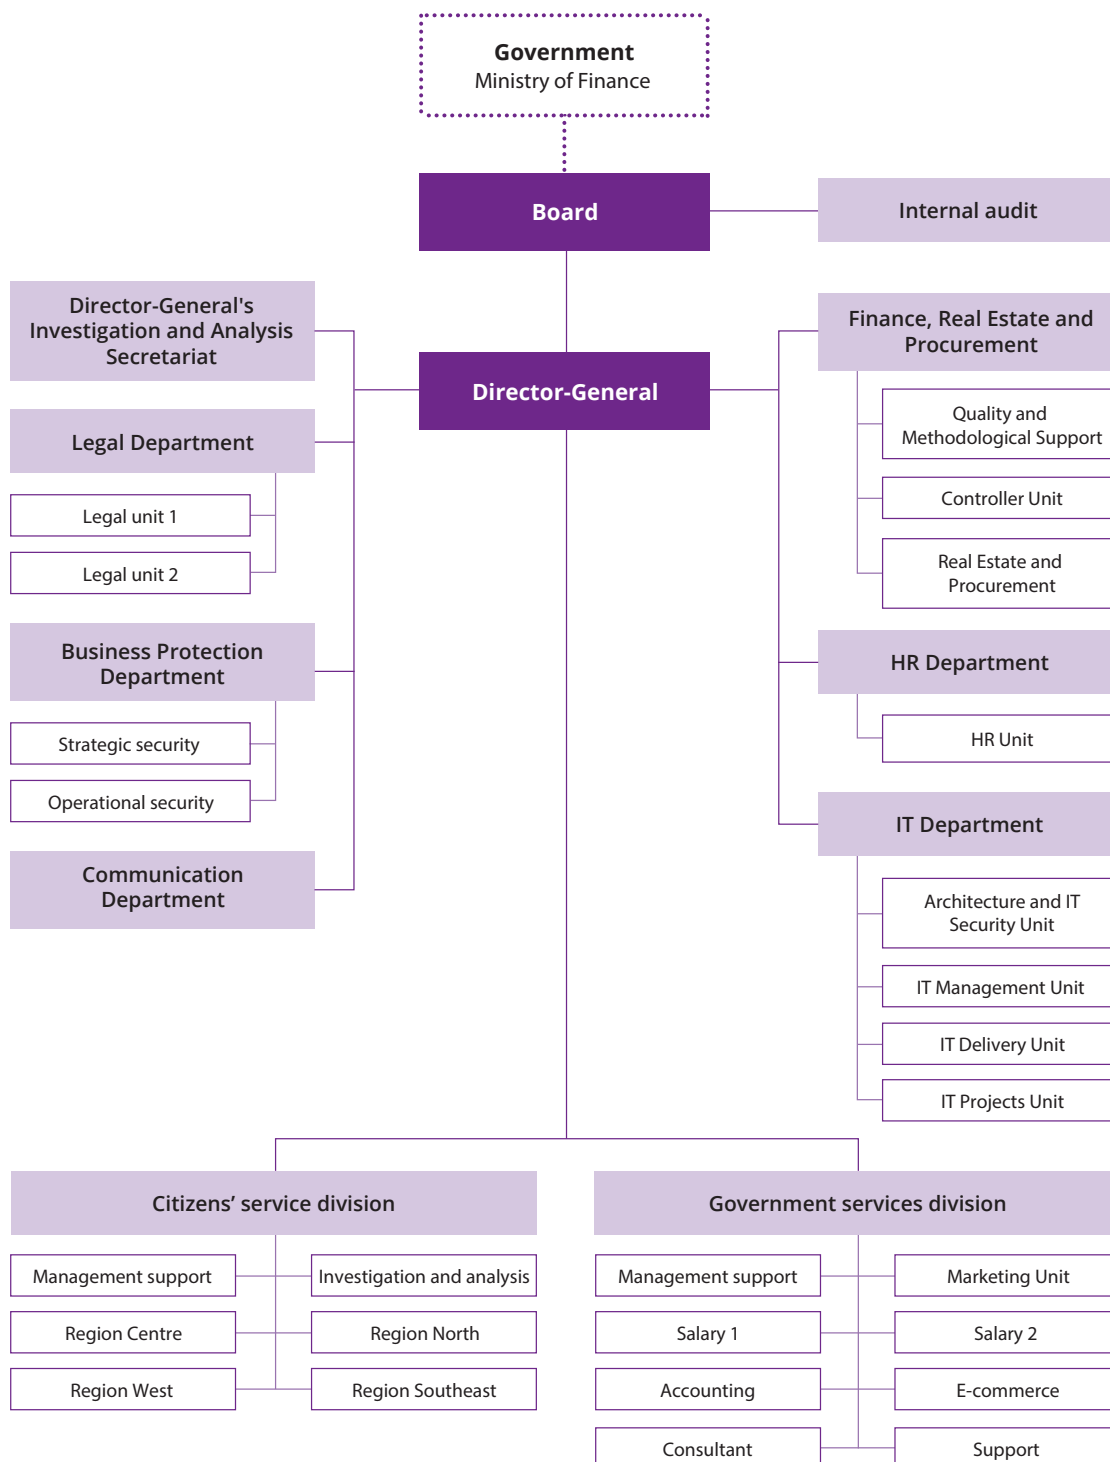 Government
Ministry of Finance
Board
Internal audit
Director-General's
Investigation and Analysis
Secretariat
Finance, Real Estate and
Procurement
Director-General
Quality and
Methodological Support
Legal Department
Legal unit 1
Controller Unit
Legal unit 2
Real Estate and
Procurement
Business Protection
Department
HR Department
Strategic security
HR Unit
Operational security
IT Department
Communication
Department
Architecture and IT
Security Unit
IT Management Unit
IT Delivery Unit
IT Projects Unit
Citizens’ service division
Government services division
Management support
Investigation and analysis
Management support
Marketing Unit
Region Centre
Region North
Salary 1
Salary 2
Region West
Region Southeast
Accounting
E-commerce
Consultant
Support